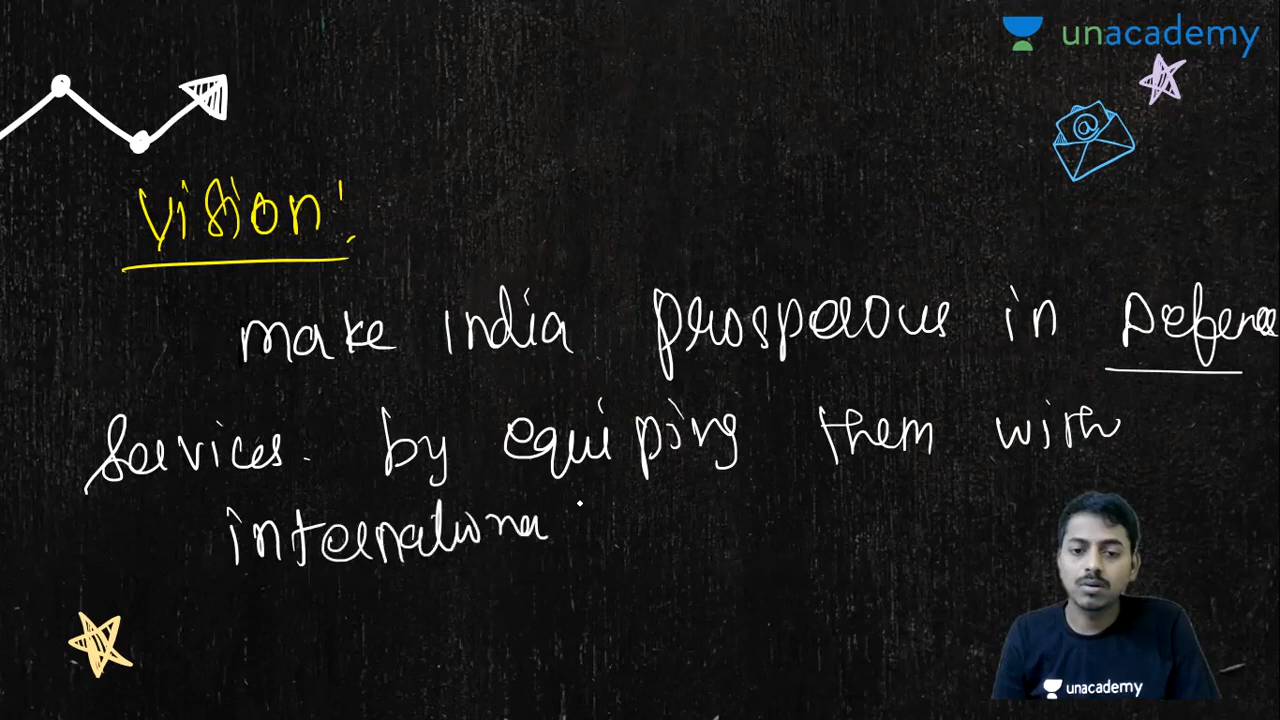 unacademy
@
Vision!
make India prosperous in Defence
Services. by equiping them with
internationa
unacademy